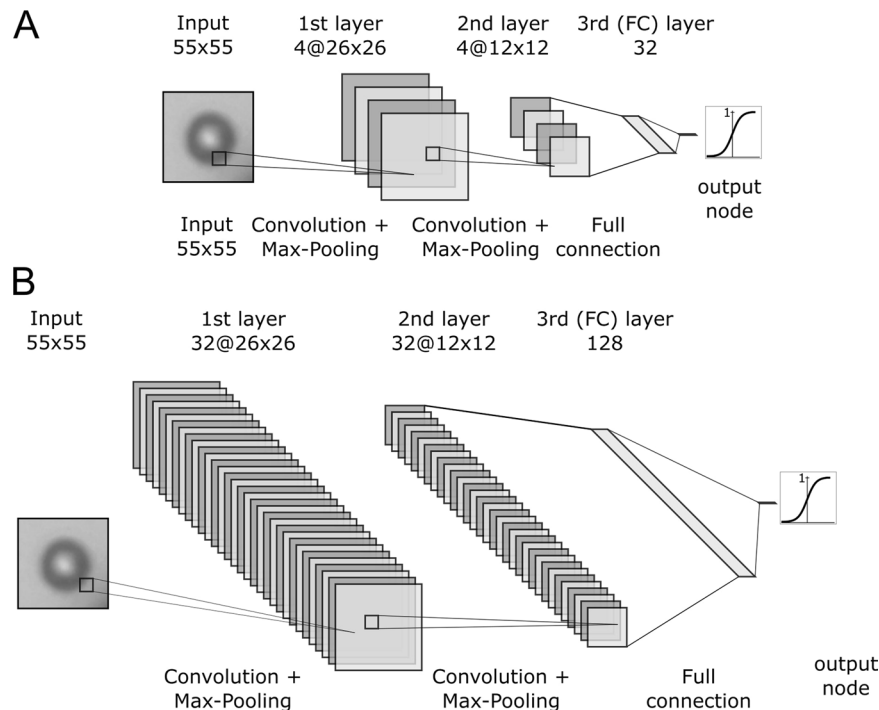 A
Input
55x55
1st layer
4@26x26
2nd layer
4@12x12
3rd (FC) layer
32
1
output
node
Input
55x55
Convolution +
Max-Pooling
Convolution +
Max-Pooling
Full
connection
B
Input
55x55
1st layer
32@26x26
2nd layer
32@12x12
3rd (FC) layer
128
1
Convolution +
Max-Pooling
Convolution +
Max-Pooling
Full
connection
output
node